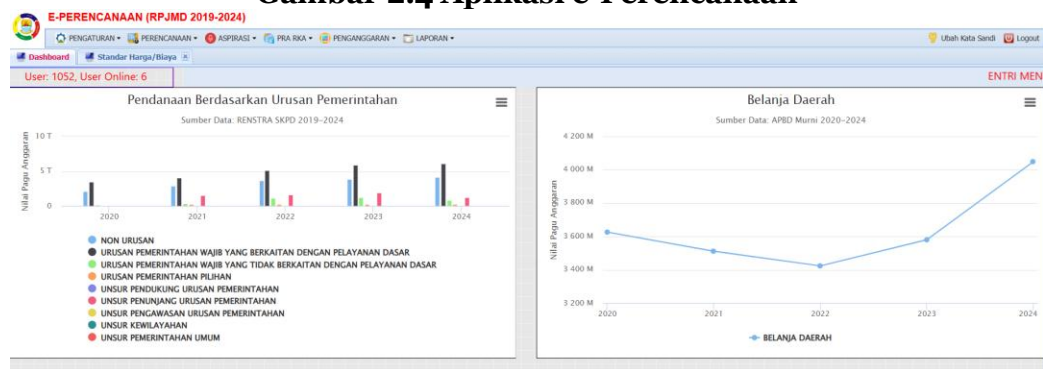 Gambar 2.4 Aplikasi e-Perencanaan
E-PERENCANAAN (RPJMD 2019-2024)
PENGATURAN PERENCANAAN ASPIRASI PRA RKA PENGANGGARAN LAPORAN Ubah Kata Sandi Logout
Dashboard Standar Harga/Biaya
User: 1052, User Online: 6 ENTRI MEN
Pendanaan Berdasarkan Urusan Pemerintahan
Sumber Data: RENSTRA SKPD 2019-2024
Nilai Pagu Anggaran
10 T
5 T
0
2020 2021 2022 2023 2024
NON URUSAN
URUSAN PEMERINTAHAN WAJIB YANG BERKAITAN DENGAN PELAYANAN DASAR
URUSAN PEMERINTAHAN WAJIB YANG TIDAK BERKAITAN DENGAN PELAYANAN DASAR
URUSAN PEMERINTAHAN PILIHAN
UNSUR PENDUKUNG URUSAN PEMERINTAHAN
UNSUR PENUNJANG URUSAN PEMERINTAHAN
UNSUR PENGAWASAN URUSAN PEMERINTAHAN
UNSUR KEWILAYAHAN
UNSUR PEMERINTAHAN UMUM
Belanja Daerah
Sumber Data: APBD Murni 2020-2024
Nilai Pagu Anggaran
4 200 M
4 000 M
3 800 M
3 600 M
3 400 M
3 200 M
2020 2021 2022 2023 2024
BELANJA DAERAH